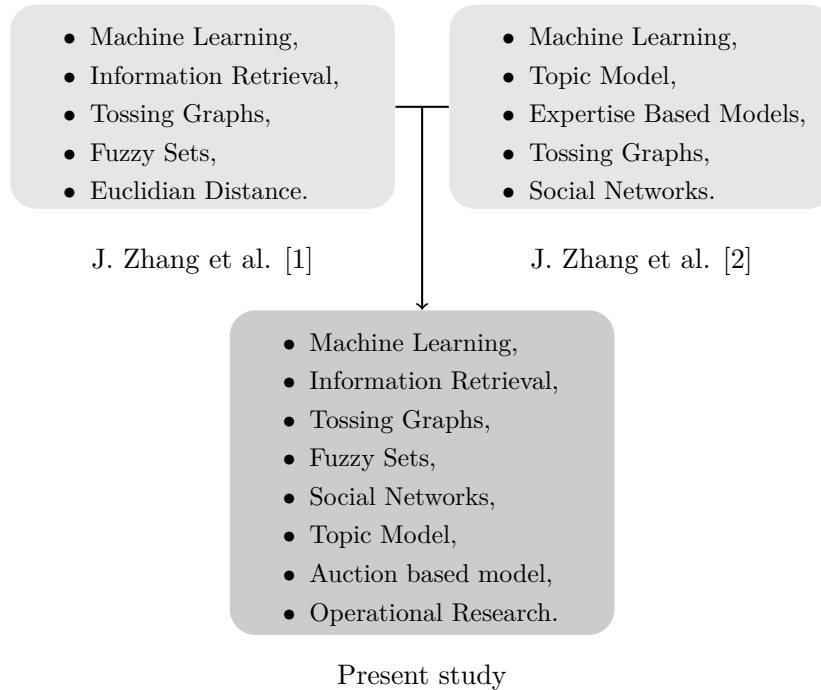 • Machine Learning,
• Information Retrieval,
• Tossing Graphs,
• Fuzzy Sets,
• Euclidian Distance.
J. Zhang et al. [1]
• Machine Learning,
• Topic Model,
• Expertise Based Models,
• Tossing Graphs,
• Social Networks.
J. Zhang et al. [2]
• Machine Learning,
• Information Retrieval,
• Tossing Graphs,
• Fuzzy Sets,
• Social Networks,
• Topic Model,
• Auction based model,
• Operational Research.
Present study